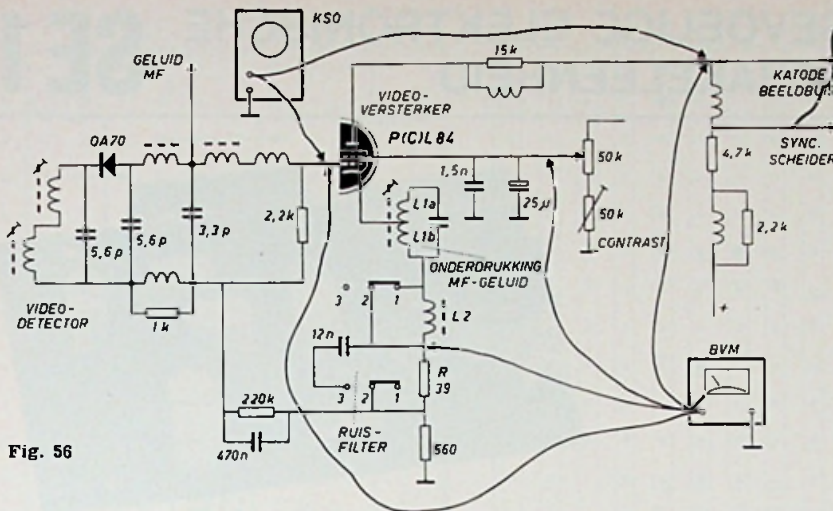 KSO
GELUID
MF
15k
KATODE
BEELDBUIS
VIDEO-
VERSTERKER
P(C)L 84
OA70
SYNC.
SCHEIDER
50k
4,7k
1,5n
25µ
L1a
L1b
2,2k
50k
CONTRAST
2,2k
5,6p
5,6p
3,3p
ONDERDRUKKING
MF-GELUID
VIDEO-
DETECTOR
1k
3
2
1
L2
+
12n
BVM
R
39
3
2
1
220k
RUIS-
FILTER
560
470n
Fig. 56